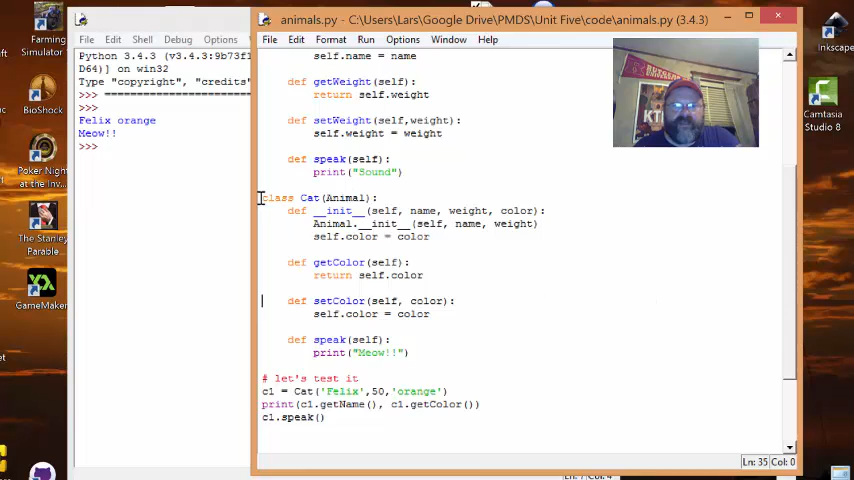 Farming
Simulator ...
BioShock
Poker Night
at the Inv...
The Stanley
Parable
GameMaker
File Edit Shell Debug Options
Python 3.4.3 (v3.4.3:9b73f1
D64)] on win32
Type "copyright", "credits"
>>> ====================
>>>
Felix orange
Meow!!
>>>
animals.py - C:\Users\Lars\Google Drive\PMDS\Unit Five\code\animals.py (3.4.3)
File Edit Format Run Options Window Help
self.name = name
def getWeight(self):
return self.weight
def setWeight(self,weight):
self.weight = weight
def speak(self):
print("Sound")
class Cat(Animal):
def __init__(self, name, weight, color):
Animal.__init__(self, name, weight)
self.color = color
def getColor(self):
return self.color
def setColor(self, color):
self.color = color
def speak(self):
print("Meow!!")
# let's test it
c1 = Cat('Felix',50,'orange')
print(c1.getName(), c1.getColor())
c1.speak()
Ln: 35 Col: 0
Inkscape
Camtasia
Studio 8